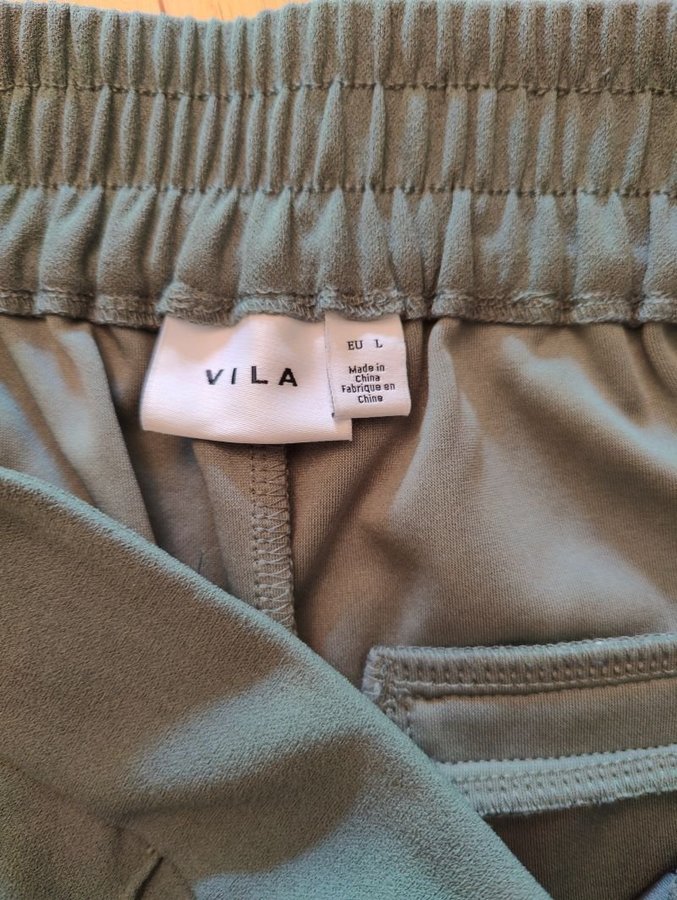 VILA
EU L
Made in
China
Fabrique en
Chine